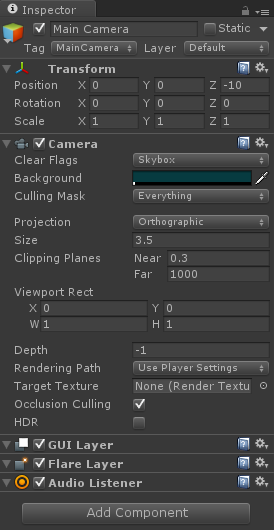 Inspector
Main Camera Static
Tag MainCamera Layer Default
Transform
Position X 0 Y 0 Z -10
Rotation X 0 Y 0 Z 0
Scale X 1 Y 1 Z 1
Camera
Clear Flags Skybox
Background
Culling Mask Everything
Projection Orthographic
Size 3.5
Clipping Planes Near 0.3
Far 1000
Viewport Rect
X 0 Y 0
W 1 H 1
Depth -1
Rendering Path Use Player Settings
Target Texture None (Render Textu
Occlusion Culling
HDR
GUI Layer
Flare Layer
Audio Listener
Add Component